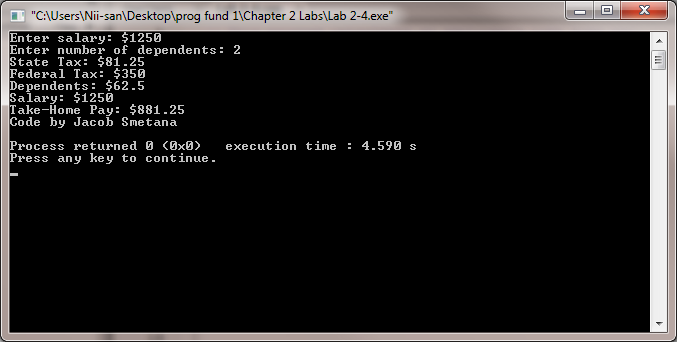 "C:\Users\Nii-san\Desktop\prog fund 1\Chapter 2 Labs\Lab 2-4.exe"
Enter salary: $1250
Enter number of dependents: 2
State Tax: $81.25
Federal Tax: $350
Dependents: $62.5
Salary: $1250
Take-Home Pay: $881.25
Code by Jacob Smetana
Process returned 0 (0x0)   execution time : 4.590 s
Press any key to continue.